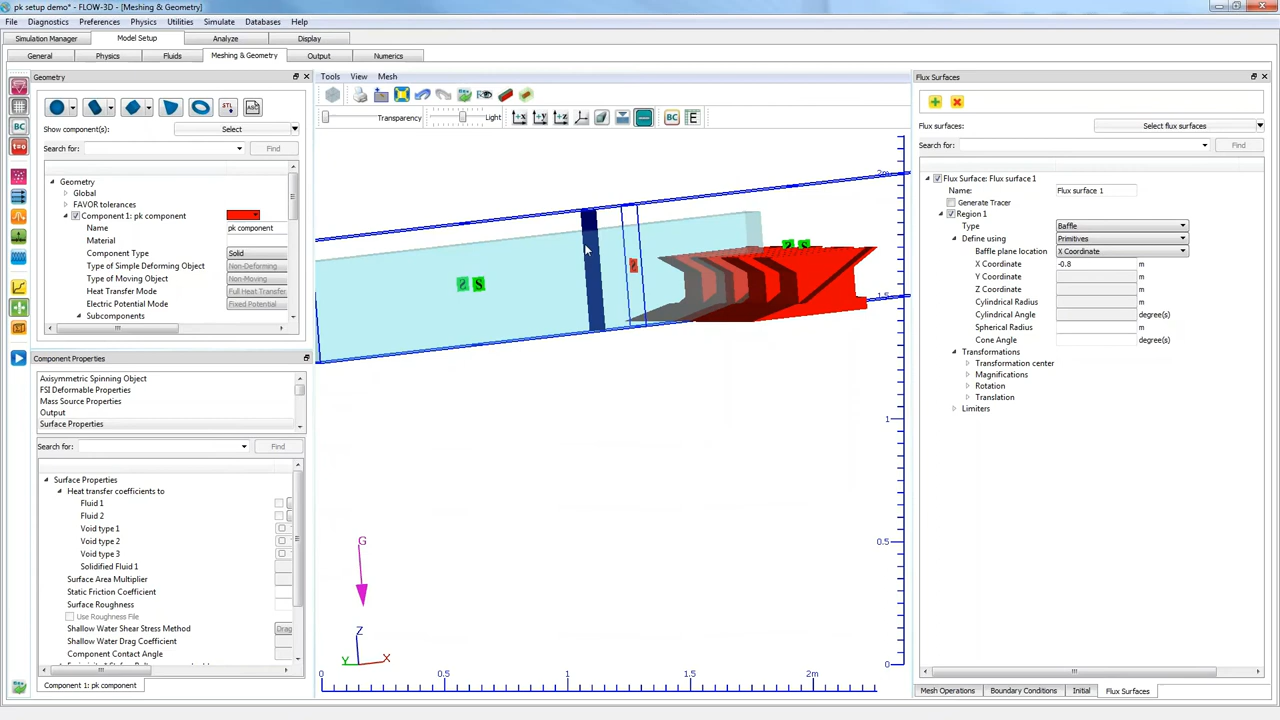 pk setup demo* - FLOW-3D - [Meshing & Geometry]
File Diagnostics Preferences Physics Utilities Simulate Databases Help
Simulation Manager Model Setup Analyze Display
General Physics Fluids Meshing & Geometry Output Numerics
Geometry
STL
Show component(s): Select
Search for: Find
Geometry
Global
FAVOR tolerances
Component 1: pk component
Name pk component
Material
Component Type Solid
Type of Simple Deforming Object Non-Deforming
Type of Moving Object Non-Moving
Heat Transfer Mode Full Heat Transfer
Electric Potential Mode Fixed Potential
Subcomponents
BC
t=0
Component Properties
Axisymmetric Spinning Object
FSI Deformable Properties
Mass Source Properties
Output
Surface Properties
Search for: Find
Surface Properties
Heat transfer coefficients to
Fluid 1
Fluid 2
Void type 1
Void type 2
Void type 3
Solidified Fluid 1
Surface Area Multiplier
Static Friction Coefficient
Surface Roughness
Use Roughness File
Shallow Water Shear Stress Method Drag
Shallow Water Drag Coefficient
Component Contact Angle
Component 1: pk component
Tools View Mesh
Transparency Light +x +y +z BC E
2m
S S
1.5
1
0.5
0
G
Z
Y X
0 0.5 1 1.5 2m
Flux Surfaces
Flux surfaces: Select flux surfaces
Search for: Find
Flux Surface: Flux surface 1
Name: Flux surface 1
Generate Tracer
Region 1
Type Baffle
Define using Primitives
Baffle plane location X Coordinate
X Coordinate -0.8 m
Y Coordinate m
Z Coordinate m
Cylindrical Radius m
Cylindrical Angle degree(s)
Spherical Radius m
Cone Angle degree(s)
Transformations
Transformation center
Magnifications
Rotation
Translation
Limiters
Mesh Operations Boundary Conditions Initial Flux Surfaces